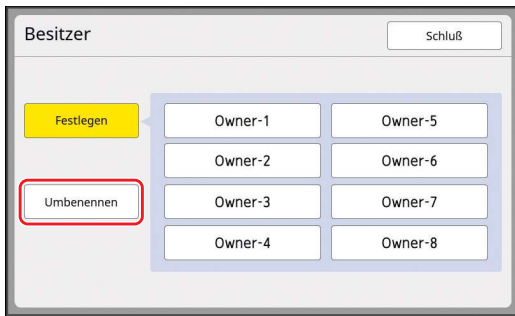 Besitzer
Schluß
Festlegen
Owner-1
Owner-5
Owner-2
Owner-6
Umbenennen
Owner-3
Owner-7
Owner-4
Owner-8